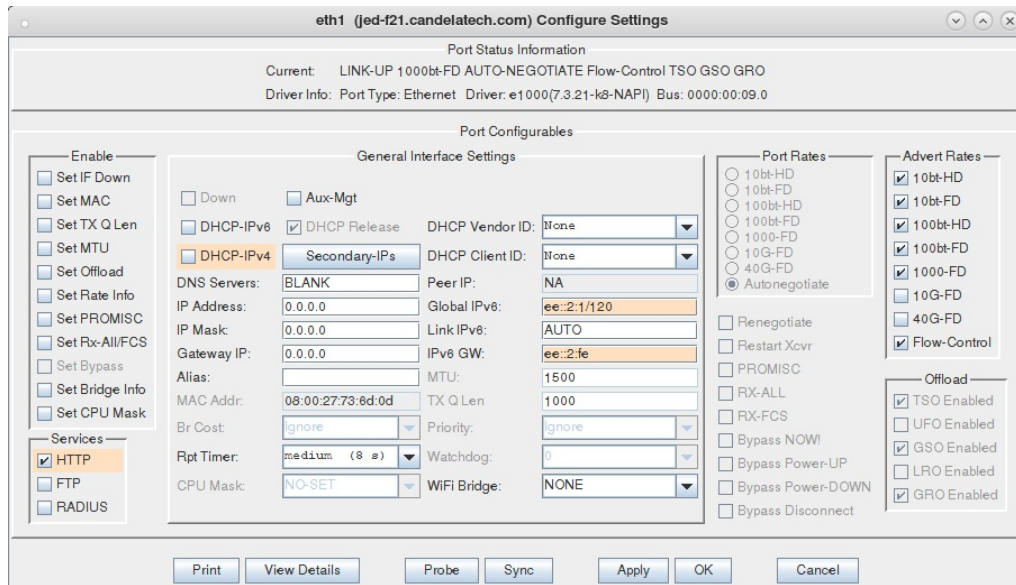 eth1 (jed-f21.candelatech.com) Configure Settings
Port Status Information
Current: LINK-UP 1000bt-FD AUTO-NEGOTIATE Flow-Control TSO GSO GRO
Driver Info: Port Type: Ethernet Driver: e1000(7.3.21-k8-NAPI) Bus: 0000:00:09.0
Port Configurables
Enable
Set IF Down
Set MAC
Set TX Q Len
Set MTU
Set Offload
Set Rate Info
Set PROMISC
Set Rx-All/FCS
Set Bypass
Set Bridge Info
Set CPU Mask
Services
HTTP
FTP
RADIUS
General Interface Settings
Down Aux-Mgt
DHCP-IPv6 DHCP Release DHCP Vendor ID: None
DHCP-IPv4 Secondary-IPs DHCP Client ID: None
DNS Servers: BLANK Peer IP: NA
IP Address: 0.0.0.0 Global IPv6: ee::2:1/120
IP Mask: 0.0.0.0 Link IPv6: AUTO
Gateway IP: 0.0.0.0 IPv6 GW: ee::2:fe
Alias: MTU: 1500
MAC Addr: 08:00:27:73:6d:0d TX Q Len 1000
Br Cost: Ignore Priority: Ignore
Rpt Timer: medium (8 s) Watchdog: 0
CPU Mask: NO-SET WiFi Bridge: NONE
Port Rates
10bt-HD
10bt-FD
100bt-HD
100bt-FD
1000-FD
10G-FD
40G-FD
Autonegotiate
Renegotiate
Restart Xcvr
PROMISC
RX-ALL
RX-FCS
Bypass NOW!
Bypass Power-UP
Bypass Power-DOWN
Bypass Disconnect
Advert Rates
10bt-HD
10bt-FD
100bt-HD
100bt-FD
1000-FD
10G-FD
40G-FD
Flow-Control
Offload
TSO Enabled
UFO Enabled
GSO Enabled
LRO Enabled
GRO Enabled
Print View Details Probe Sync Apply OK Cancel